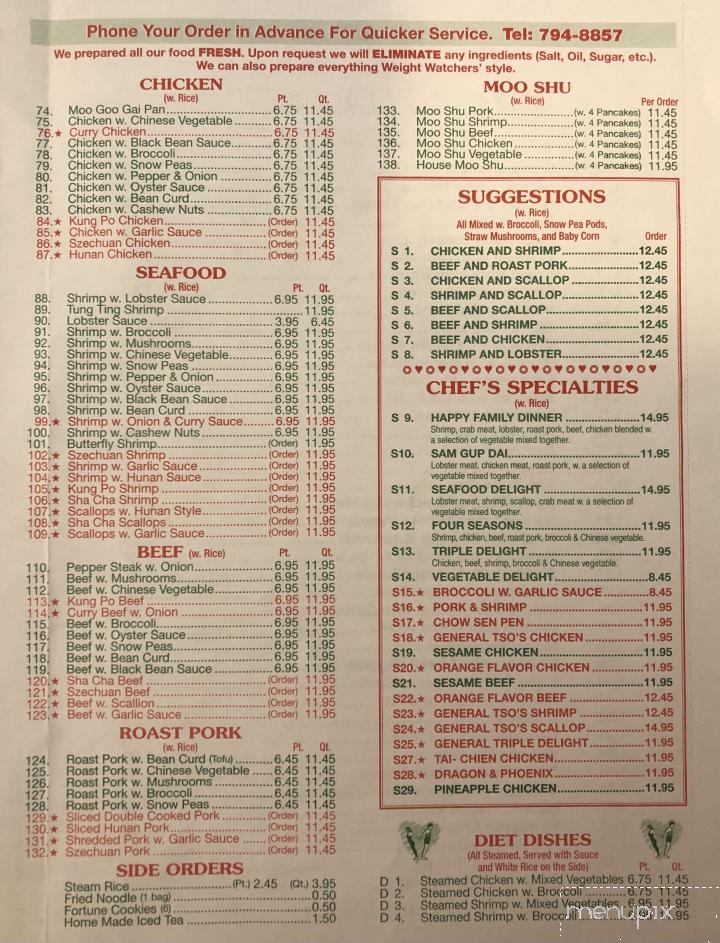 Phone Your Order in Advance For Quicker Service. Tel: 794-8857
We prepared all our food FRESH. Upon request we will ELIMINATE any ingredients (Salt, Oil, Sugar, etc.).
We can also prepare everything Weight Watchers' style.
CHICKEN
(w. Rice) Pt. Qt.
74. Moo Goo Gai Pan 6.75 11.45
75. Chicken w. Chinese Vegetable 6.75 11.45
76.★ Curry Chicken 6.75 11.45
77. Chicken w. Black Bean Sauce 6.75 11.45
78. Chicken w. Broccoli 6.75 11.45
79. Chicken w. Snow Peas 6.75 11.45
80. Chicken w. Pepper & Onion 6.75 11.45
81. Chicken w. Oyster Sauce 6.75 11.45
82. Chicken w. Bean Curd 6.75 11.45
83. Chicken w. Cashew Nuts 6.75 11.45
84.★ Kung Po Chicken (Order) 11.45
85.★ Chicken w. Garlic Sauce (Order) 11.45
86.★ Szechuan Chicken (Order) 11.45
87.★ Hunan Chicken (Order) 11.45
SEAFOOD
(w. Rice) Pt. Qt.
88. Shrimp w. Lobster Sauce 6.95 11.95
89. Tung Ting Shrimp 11.95
90. Lobster Sauce 3.95 6.45
91. Shrimp w. Broccoli 6.95 11.95
92. Shrimp w. Mushrooms 6.95 11.95
93. Shrimp w. Chinese Vegetable 6.95 11.95
94. Shrimp w. Snow Peas 6.95 11.95
95. Shrimp w. Pepper & Onion 6.95 11.95
96. Shrimp w. Oyster Sauce 6.95 11.95
97. Shrimp w. Black Bean Sauce 6.95 11.95
98. Shrimp w. Bean Curd 6.95 11.95
99.★ Shrimp w. Onion & Curry Sauce 6.95 11.95
100. Shrimp w. Cashew Nuts 6.95 11.95
101. Butterfly Shrimp (Order) 11.95
102.★ Szechuan Shrimp (Order) 11.95
103.★ Shrimp w. Garlic Sauce (Order) 11.95
104.★ Shrimp w. Hunan Sauce (Order) 11.95
105.★ Kung Po Shrimp (Order) 11.95
106.★ Sha Cha Shrimp (Order) 11.95
107.★ Scallops w. Hunan Style (Order) 11.95
108.★ Sha Cha Scallops (Order) 11.95
109.★ Scallops w. Garlic Sauce (Order) 11.95
BEEF (w. Rice) Pt. Qt.
110. Pepper Steak w. Onion 6.95 11.95
111. Beef w. Mushrooms 6.95 11.95
112. Beef w. Chinese Vegetable 6.95 11.95
113.★ Kung Po Beef 6.95 11.95
114.★ Curry Beef w. Onion 6.95 11.95
115. Beef w. Broccoli 6.95 11.95
116. Beef w. Oyster Sauce 6.95 11.95
117. Beef w. Snow Peas 6.95 11.95
118. Beef w. Bean Curd 6.95 11.95
119. Beef w. Black Bean Sauce 6.95 11.95
120.★ Sha Cha Beef (Order) 11.95
121.★ Szechuan Beef (Order) 11.95
122.★ Beef w. Scallion (Order) 11.95
123.★ Beef w. Garlic Sauce (Order) 11.95
ROAST PORK
(w. Rice) Pt. Qt.
124. Roast Pork w. Bean Curd (Tofu) 6.45 11.45
125. Roast Pork w. Chinese Vegetable 6.45 11.45
126. Roast Pork w. Mushrooms 6.45 11.45
127. Roast Pork w. Broccoli 6.45 11.45
128. Roast Pork w. Snow Peas 6.45 11.45
129.★ Sliced Double Cooked Pork (Order) 11.45
130.★ Sliced Hunan Pork (Order) 11.45
131.★ Shredded Pork w. Garlic Sauce (Order) 11.45
132.★ Szechuan Pork (Order) 11.45
SIDE ORDERS
Steam Rice (Pt.) 2.45 (Qt.) 3.95
Fried Noodle (1 bag) 0.50
Fortune Cookies (6) 0.50
Home Made Iced Tea 1.50
MOO SHU
(w. Rice) Per Order
133. Moo Shu Pork (w. 4 Pancakes) 11.45
134. Moo Shu Shrimp (w. 4 Pancakes) 11.45
135. Moo Shu Beef (w. 4 Pancakes) 11.45
136. Moo Shu Chicken (w. 4 Pancakes) 11.45
137. Moo Shu Vegetable (w. 4 Pancakes) 11.45
138. House Moo Shu (w. 4 Pancakes) 11.95
SUGGESTIONS
(w. Rice)
All Mixed w. Broccoli, Snow Pea Pods,
Straw Mushrooms, and Baby Corn Order
S 1. CHICKEN AND SHRIMP 12.45
S 2. BEEF AND ROAST PORK 12.45
S 3. CHICKEN AND SCALLOP 12.45
S 4. SHRIMP AND SCALLOP 12.45
S 5. BEEF AND SCALLOP 12.45
S 6. BEEF AND SHRIMP 12.45
S 7. BEEF AND CHICKEN 12.45
S 8. SHRIMP AND LOBSTER 12.45
CHEF'S SPECIALTIES
(w. Rice)
S 9. HAPPY FAMILY DINNER 14.95
Shrimp, crab meat, lobster, roast pork, beef, chicken blended w.
a selection of vegetable mixed together.
S10. SAM GUP DAI 11.95
Lobster meat, chicken meat, roast pork, w. a selection of
vegetable mixed together.
S11. SEAFOOD DELIGHT 14.95
Lobster meat, shrimp, scallop, crab meat w. a selection of
vegetable mixed together.
S12. FOUR SEASONS 11.95
Shrimp, chicken, beef, roast pork, broccoli & Chinese vegetable.
S13. TRIPLE DELIGHT 11.95
Chicken, beef, shrimp, broccoli & Chinese vegetable.
S14. VEGETABLE DELIGHT 8.45
S15.★ BROCCOLI W. GARLIC SAUCE 8.45
S16.★ PORK & SHRIMP 11.95
S17.★ CHOW SEN PEN 11.95
S18.★ GENERAL TSO'S CHICKEN 11.95
S19. SESAME CHICKEN 11.95
S20.★ ORANGE FLAVOR CHICKEN 11.95
S21. SESAME BEEF 11.95
S22.★ ORANGE FLAVOR BEEF 12.45
S23.★ GENERAL TSO'S SHRIMP 12.45
S24.★ GENERAL TSO'S SCALLOP 14.95
S25.★ GENERAL TRIPLE DELIGHT 11.95
S27.★ TAI- CHIEN CHICKEN 11.95
S28.★ DRAGON & PHOENIX 11.95
S29. PINEAPPLE CHICKEN 11.95
DIET DISHES
(All Steamed, Served with Sauce
and White Rice on the Side) Pt. Qt.
D 1. Steamed Chicken w. Mixed Vegetables 6.75 11.45
D 2. Steamed Chicken w. Broccoli 6.75 11.45
D 3. Steamed Shrimp w. Mixed Vegetables 6.95 11.95
D 4. Steamed Shrimp w. Broccoli 11.95
menupix